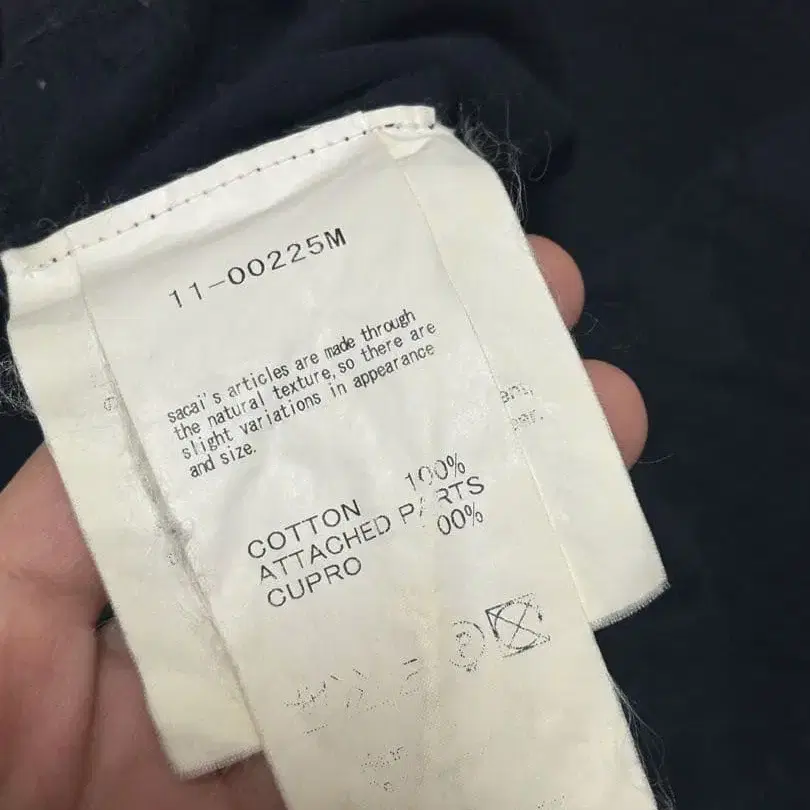 11-00225M
sacai's articles are made through
the natural texture, so there are
slight variations in appearance
and size.
COTTON 100%
ATTACHED PARTS
CUPRO 00%